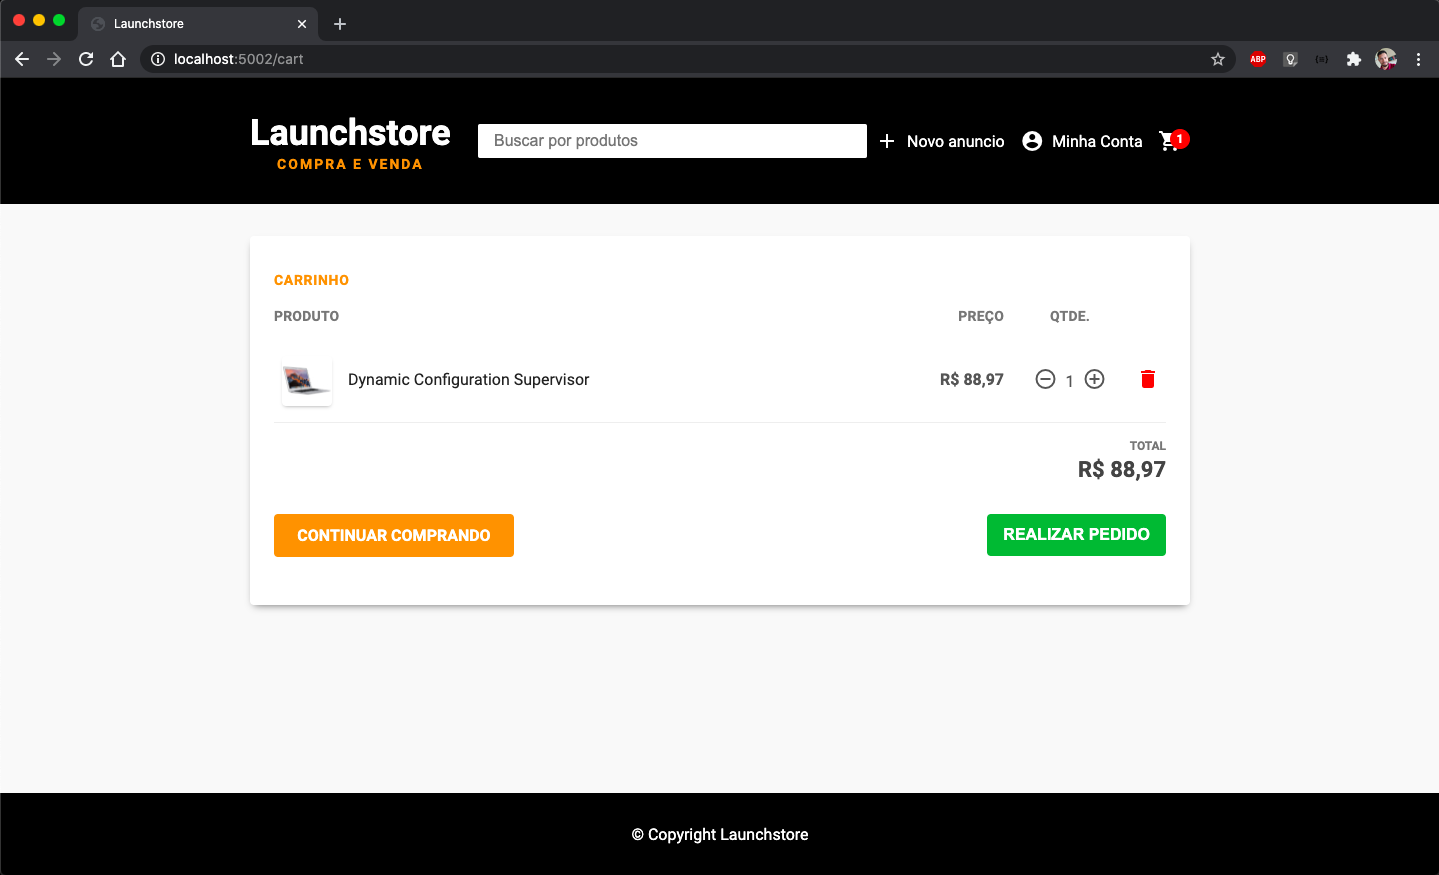 Launchstore
localhost:5002/cart
ABP
Launchstore
COMPRA E VENDA
Buscar por produtos
Novo anuncio
Minha Conta
1
CARRINHO
PRODUTO PREÇO QTDE.
Dynamic Configuration Supervisor R$ 88,97 1
TOTAL
R$ 88,97
CONTINUAR COMPRANDO REALIZAR PEDIDO
© Copyright Launchstore